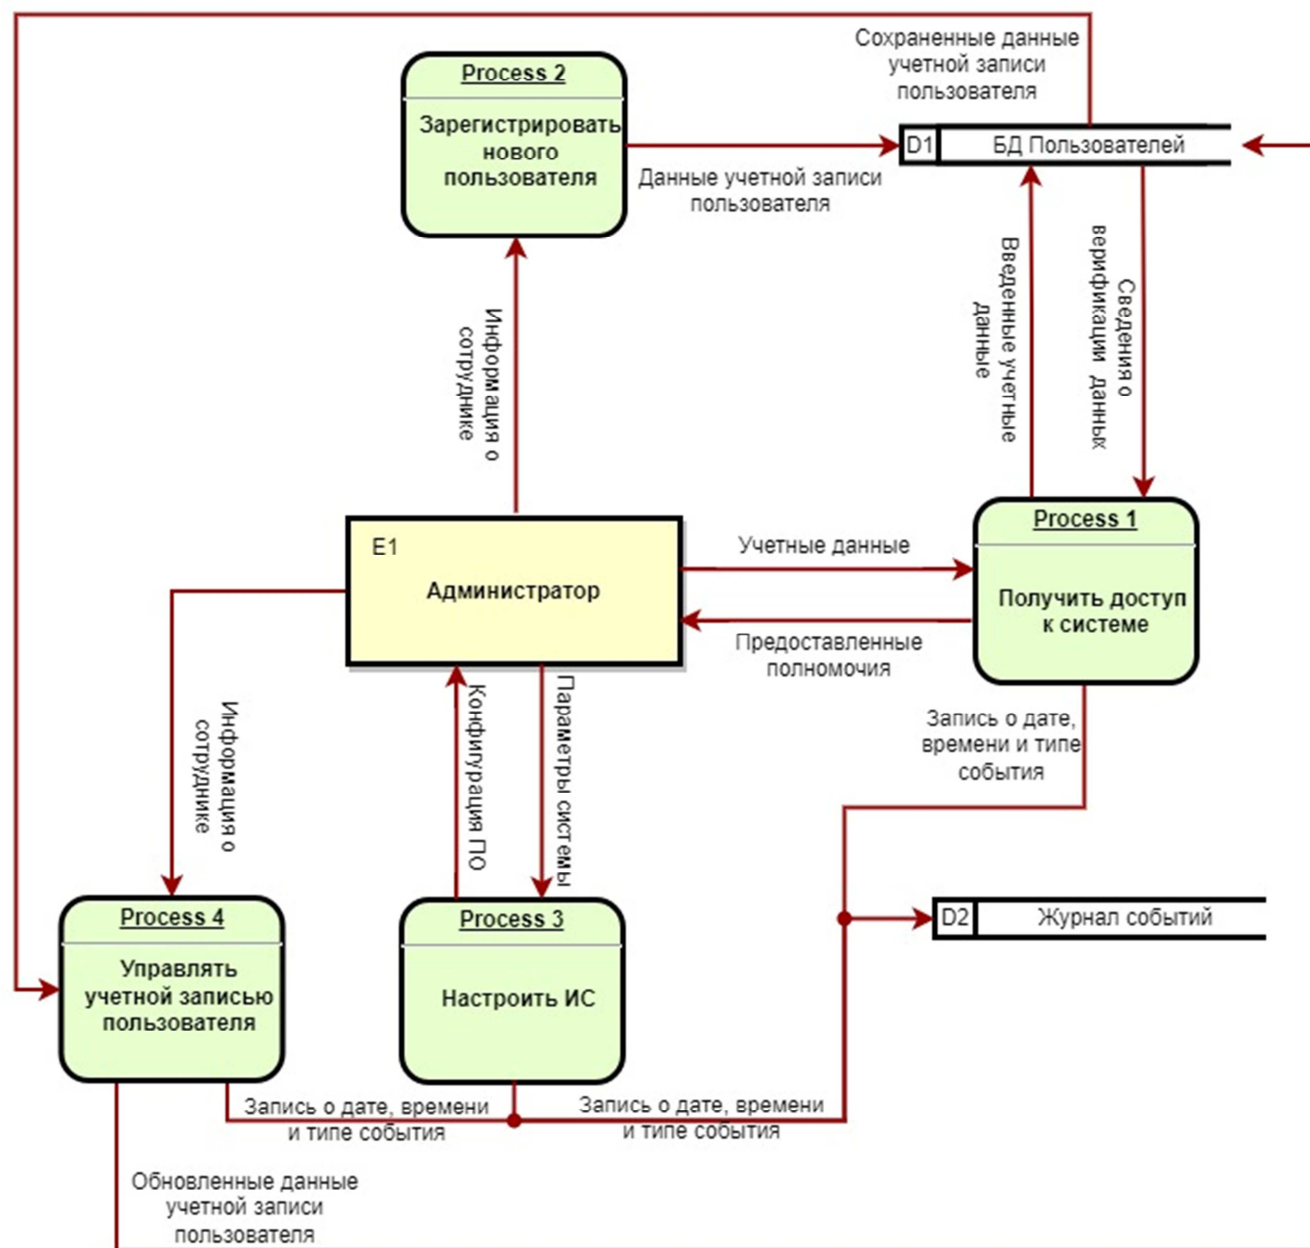 Сохраненные данные
учетной записи
пользователя
Process 2
Зарегистрировать
нового
пользователя
D1
БД Пользователей
Данные учетной записи
пользователя
Информация о
сотруднике
Введенные учетные
данные
Сведения о
верификации данных
E1
Администратор
Учетные данные
Предоставленные
полномочия
Process 1
Получить доступ
к системе
Информация о
сотруднике
Конфигурация ПО
Параметры системы
Запись о дате,
времени и типе
события
Process 4
Управлять
учетной записью
пользователя
Process 3
Настроить ИС
D2
Журнал событий
Запись о дате, времени
и типе события
Запись о дате, времени
и типе события
Обновленные данные
учетной записи
пользователя